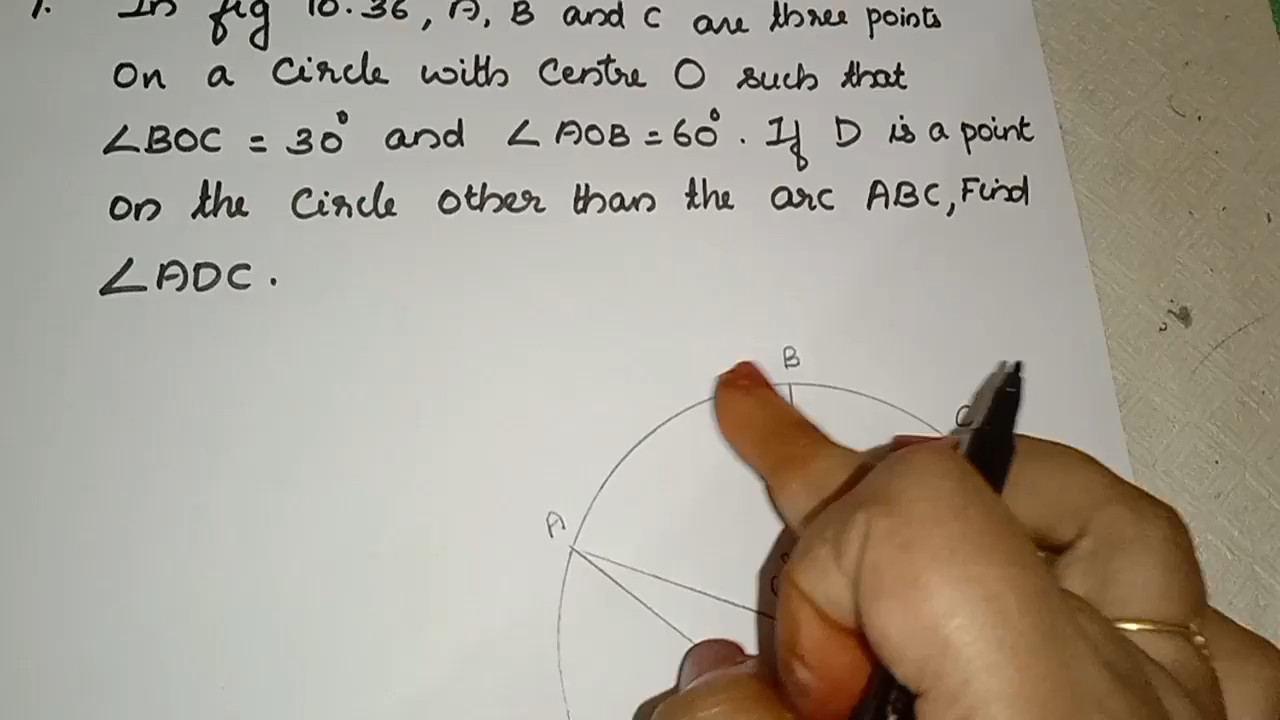 1. In fig 10.36, A, B and C are three points
on a circle with centre O such that
∠BOC = 30° and ∠AOB = 60°. If D is a point
on the circle other than the arc ABC, Find
∠ADC.
B
C
A